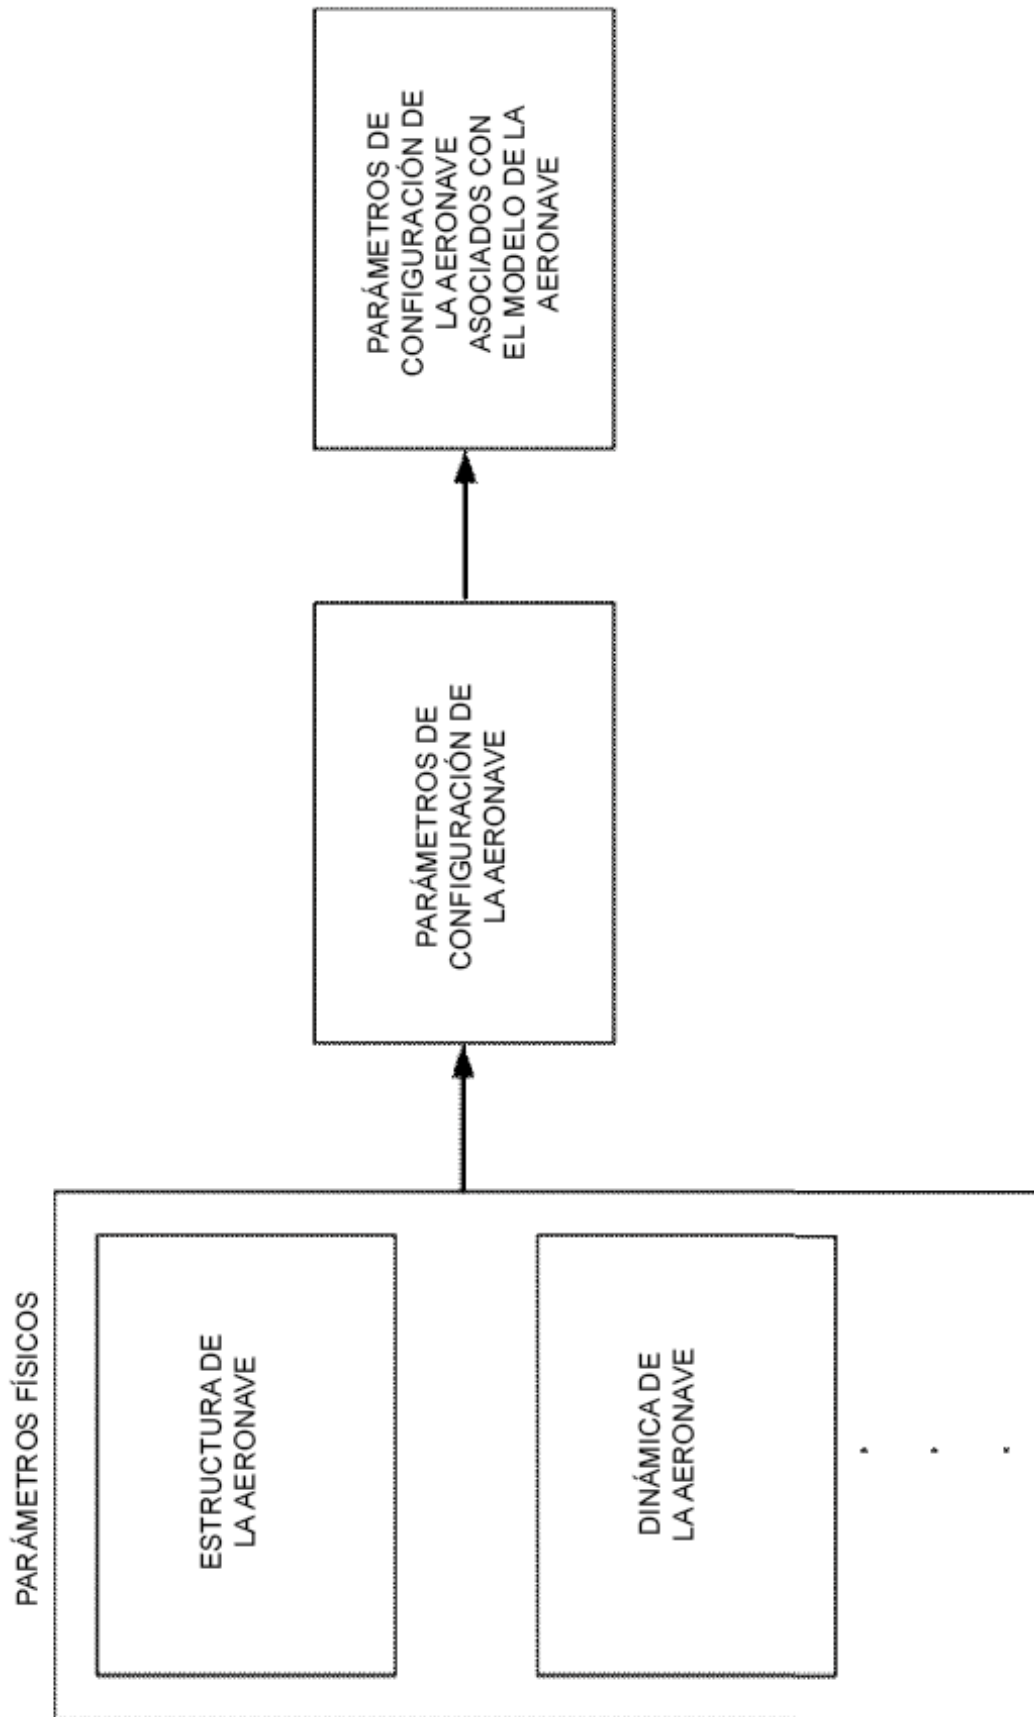 PARÁMETROS FÍSICOS
ESTRUCTURA DE
LA AERONAVE
DINÁMICA DE
LA AERONAVE
PARÁMETROS DE
CONFIGURACIÓN DE
LA AERONAVE
PARÁMETROS DE
CONFIGURACIÓN DE
LA AERONAVE
ASOCIADOS CON
EL MODELO DE LA
AERONAVE